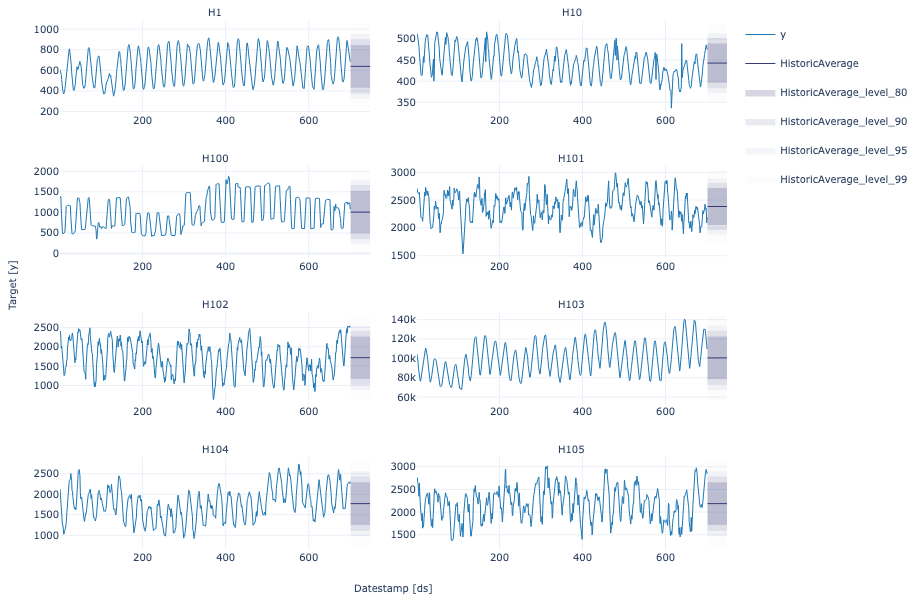 H1
1000
800
600
400
200
200
400
600
H10
500
450
400
350
200
400
600
y
HistoricAverage
HistoricAverage_level_80
HistoricAverage_level_90
HistoricAverage_level_95
HistoricAverage_level_99
H100
2000
1500
1000
500
0
200
400
600
H101
3000
2500
2000
1500
200
400
600
Target [y]
H102
2500
2000
1500
1000
200
400
600
H103
140k
120k
100k
80k
60k
200
400
600
H104
2500
2000
1500
1000
200
400
600
H105
3000
2500
2000
1500
200
400
600
Datestamp [ds]